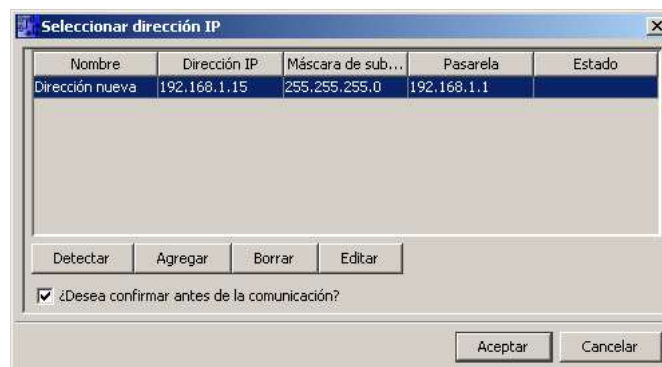 Seleccionar dirección IP
Nombre Dirección IP Máscara de sub... Pasarela Estado
Dirección nueva 192.168.1.15 255.255.255.0 192.168.1.1
Detectar Agregar Borrar Editar
¿Desea confirmar antes de la comunicación?
Aceptar Cancelar